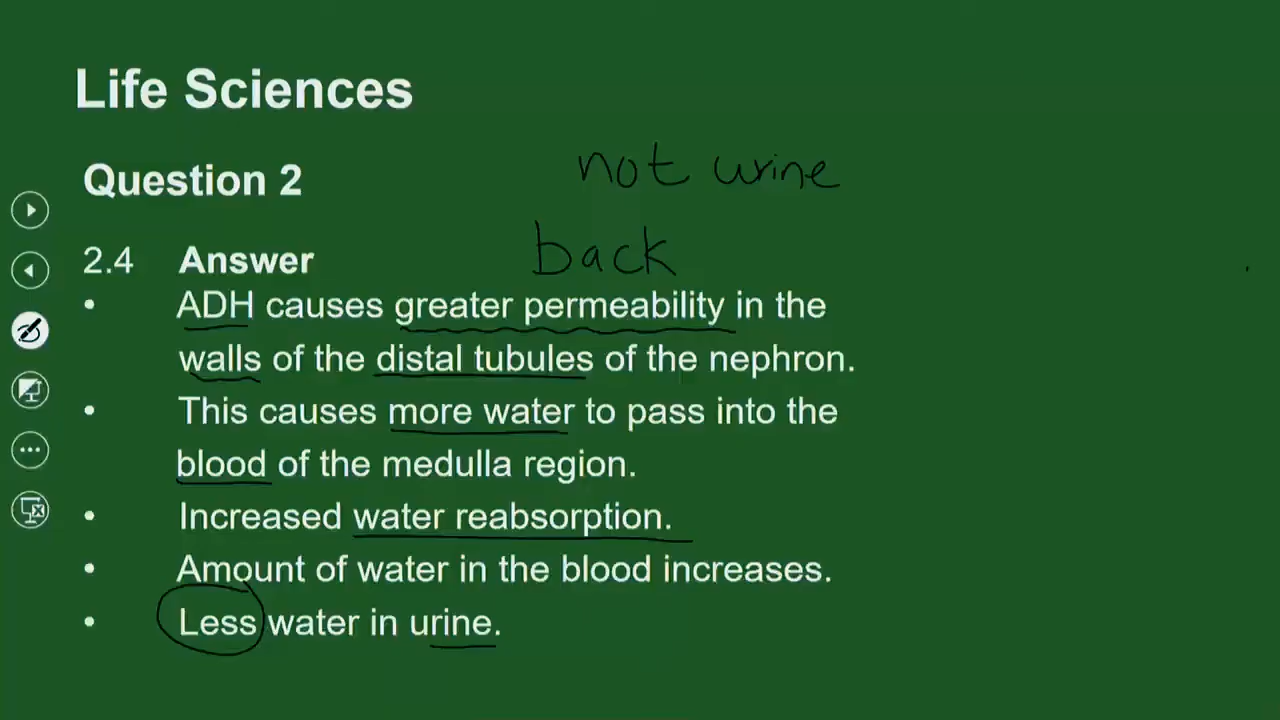 Life Sciences
not urine
Question 2
back
2.4 Answer
• ADH causes greater permeability in the
walls of the distal tubules of the nephron.
• This causes more water to pass into the
blood of the medulla region.
• Increased water reabsorption.
• Amount of water in the blood increases.
• Less water in urine.